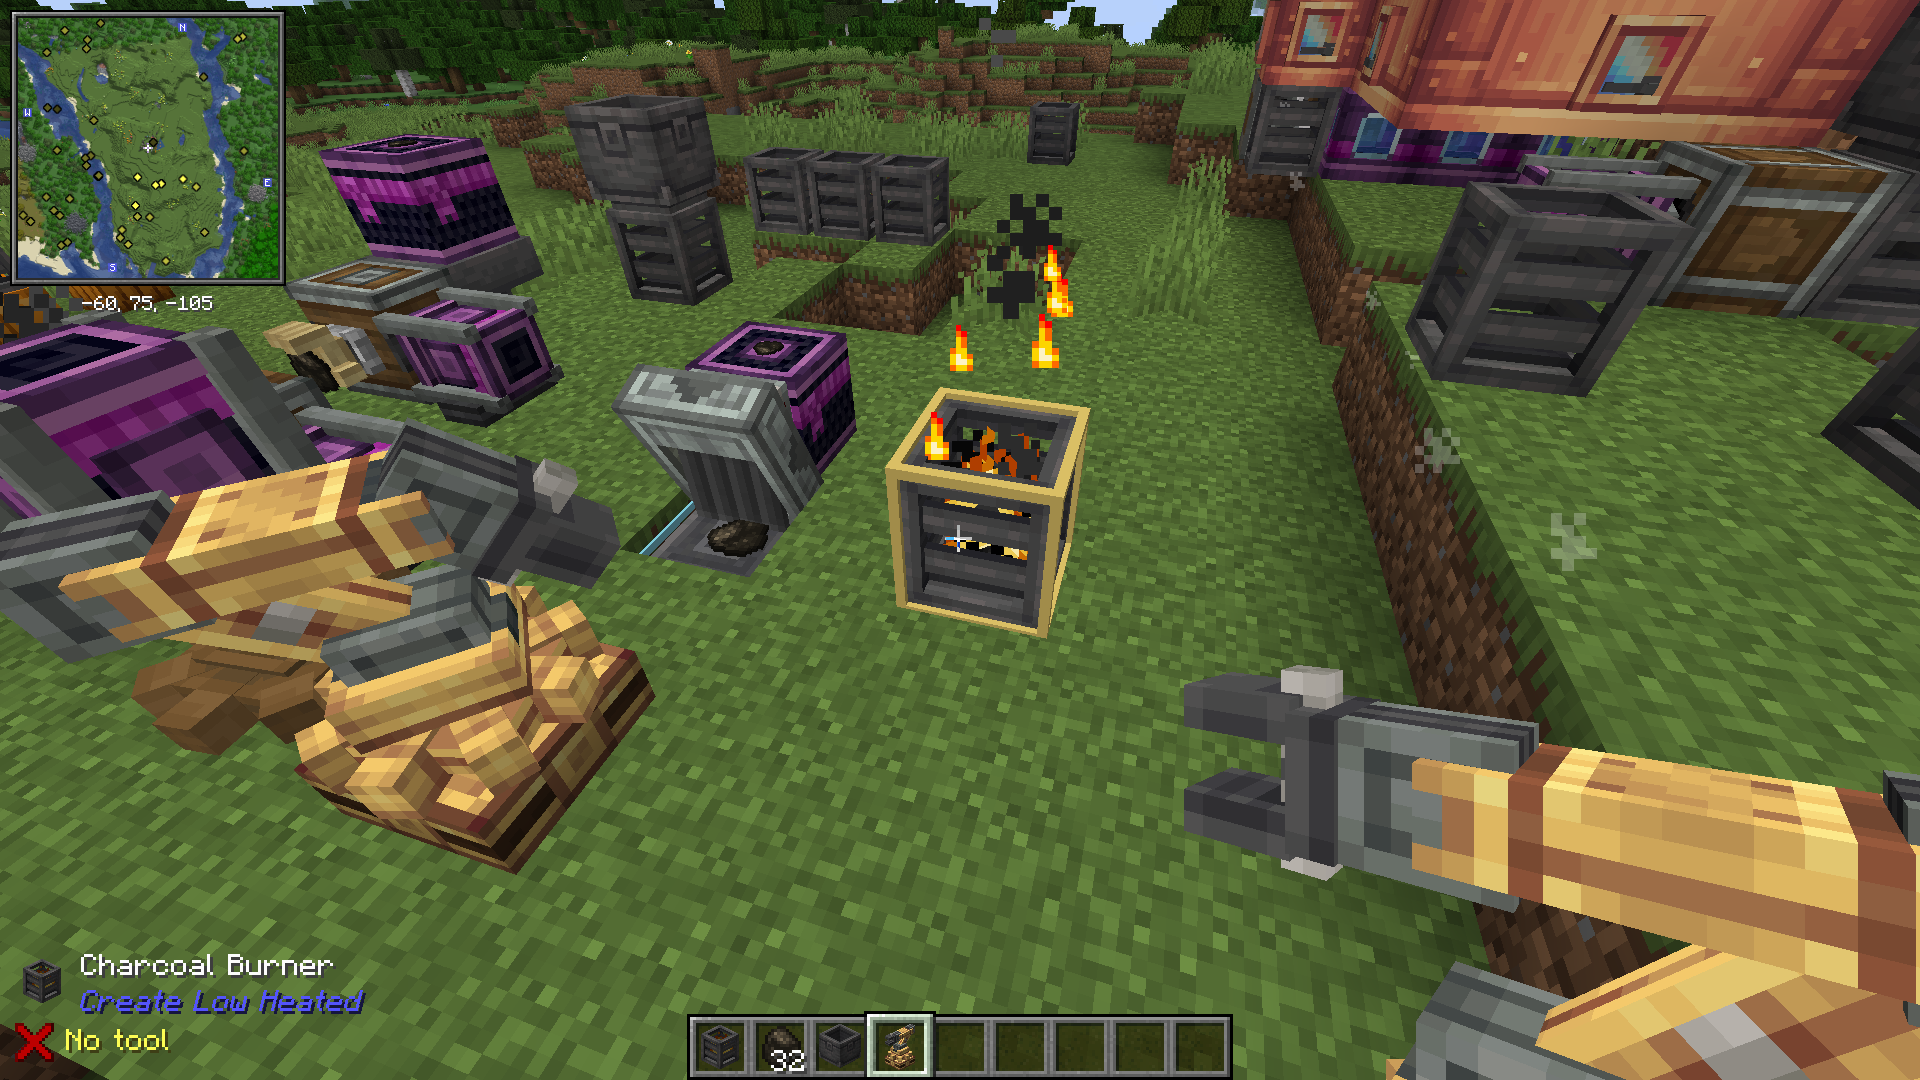 N
W
E
S
-60, 75, -105
Charcoal Burner
Create Low Heated
No tool
32